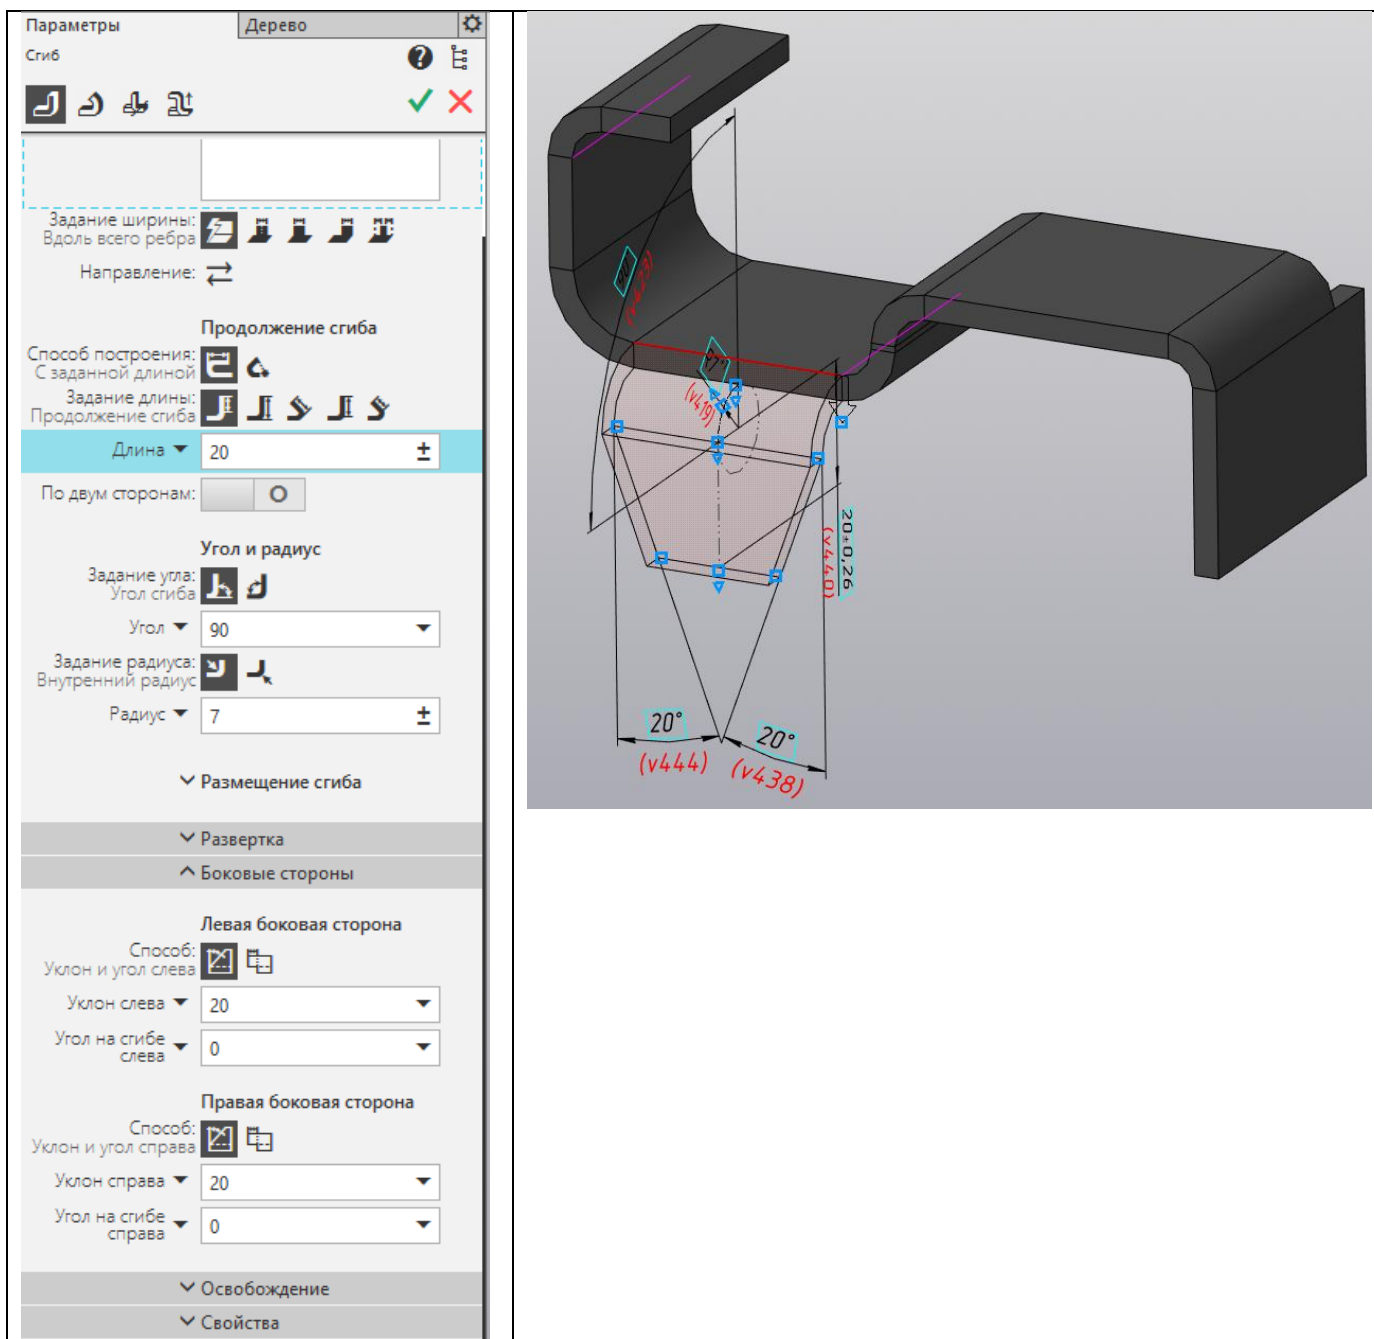 Параметры
Дерево
Сгиб
Задание ширины:
Вдоль всего ребра
Направление:
Продолжение сгиба
Способ построения:
С заданной длиной
Задание длины:
Продолжение сгиба
Длина
20
По двум сторонам:
Угол и радиус
Задание угла:
Угол сгиба
Угол
90
Задание радиуса:
Внутренний радиус
Радиус
7
Размещение сгиба
Развертка
Боковые стороны
Левая боковая сторона
Способ:
Уклон и угол слева
Уклон слева
20
Угол на сгибе
слева
0
Правая боковая сторона
Способ:
Уклон и угол справа
Уклон справа
20
Угол на сгибе
справа
0
Освобождение
Свойства
(v419)
20±0,26
(v440)
20°
(v444)
20°
(v438)